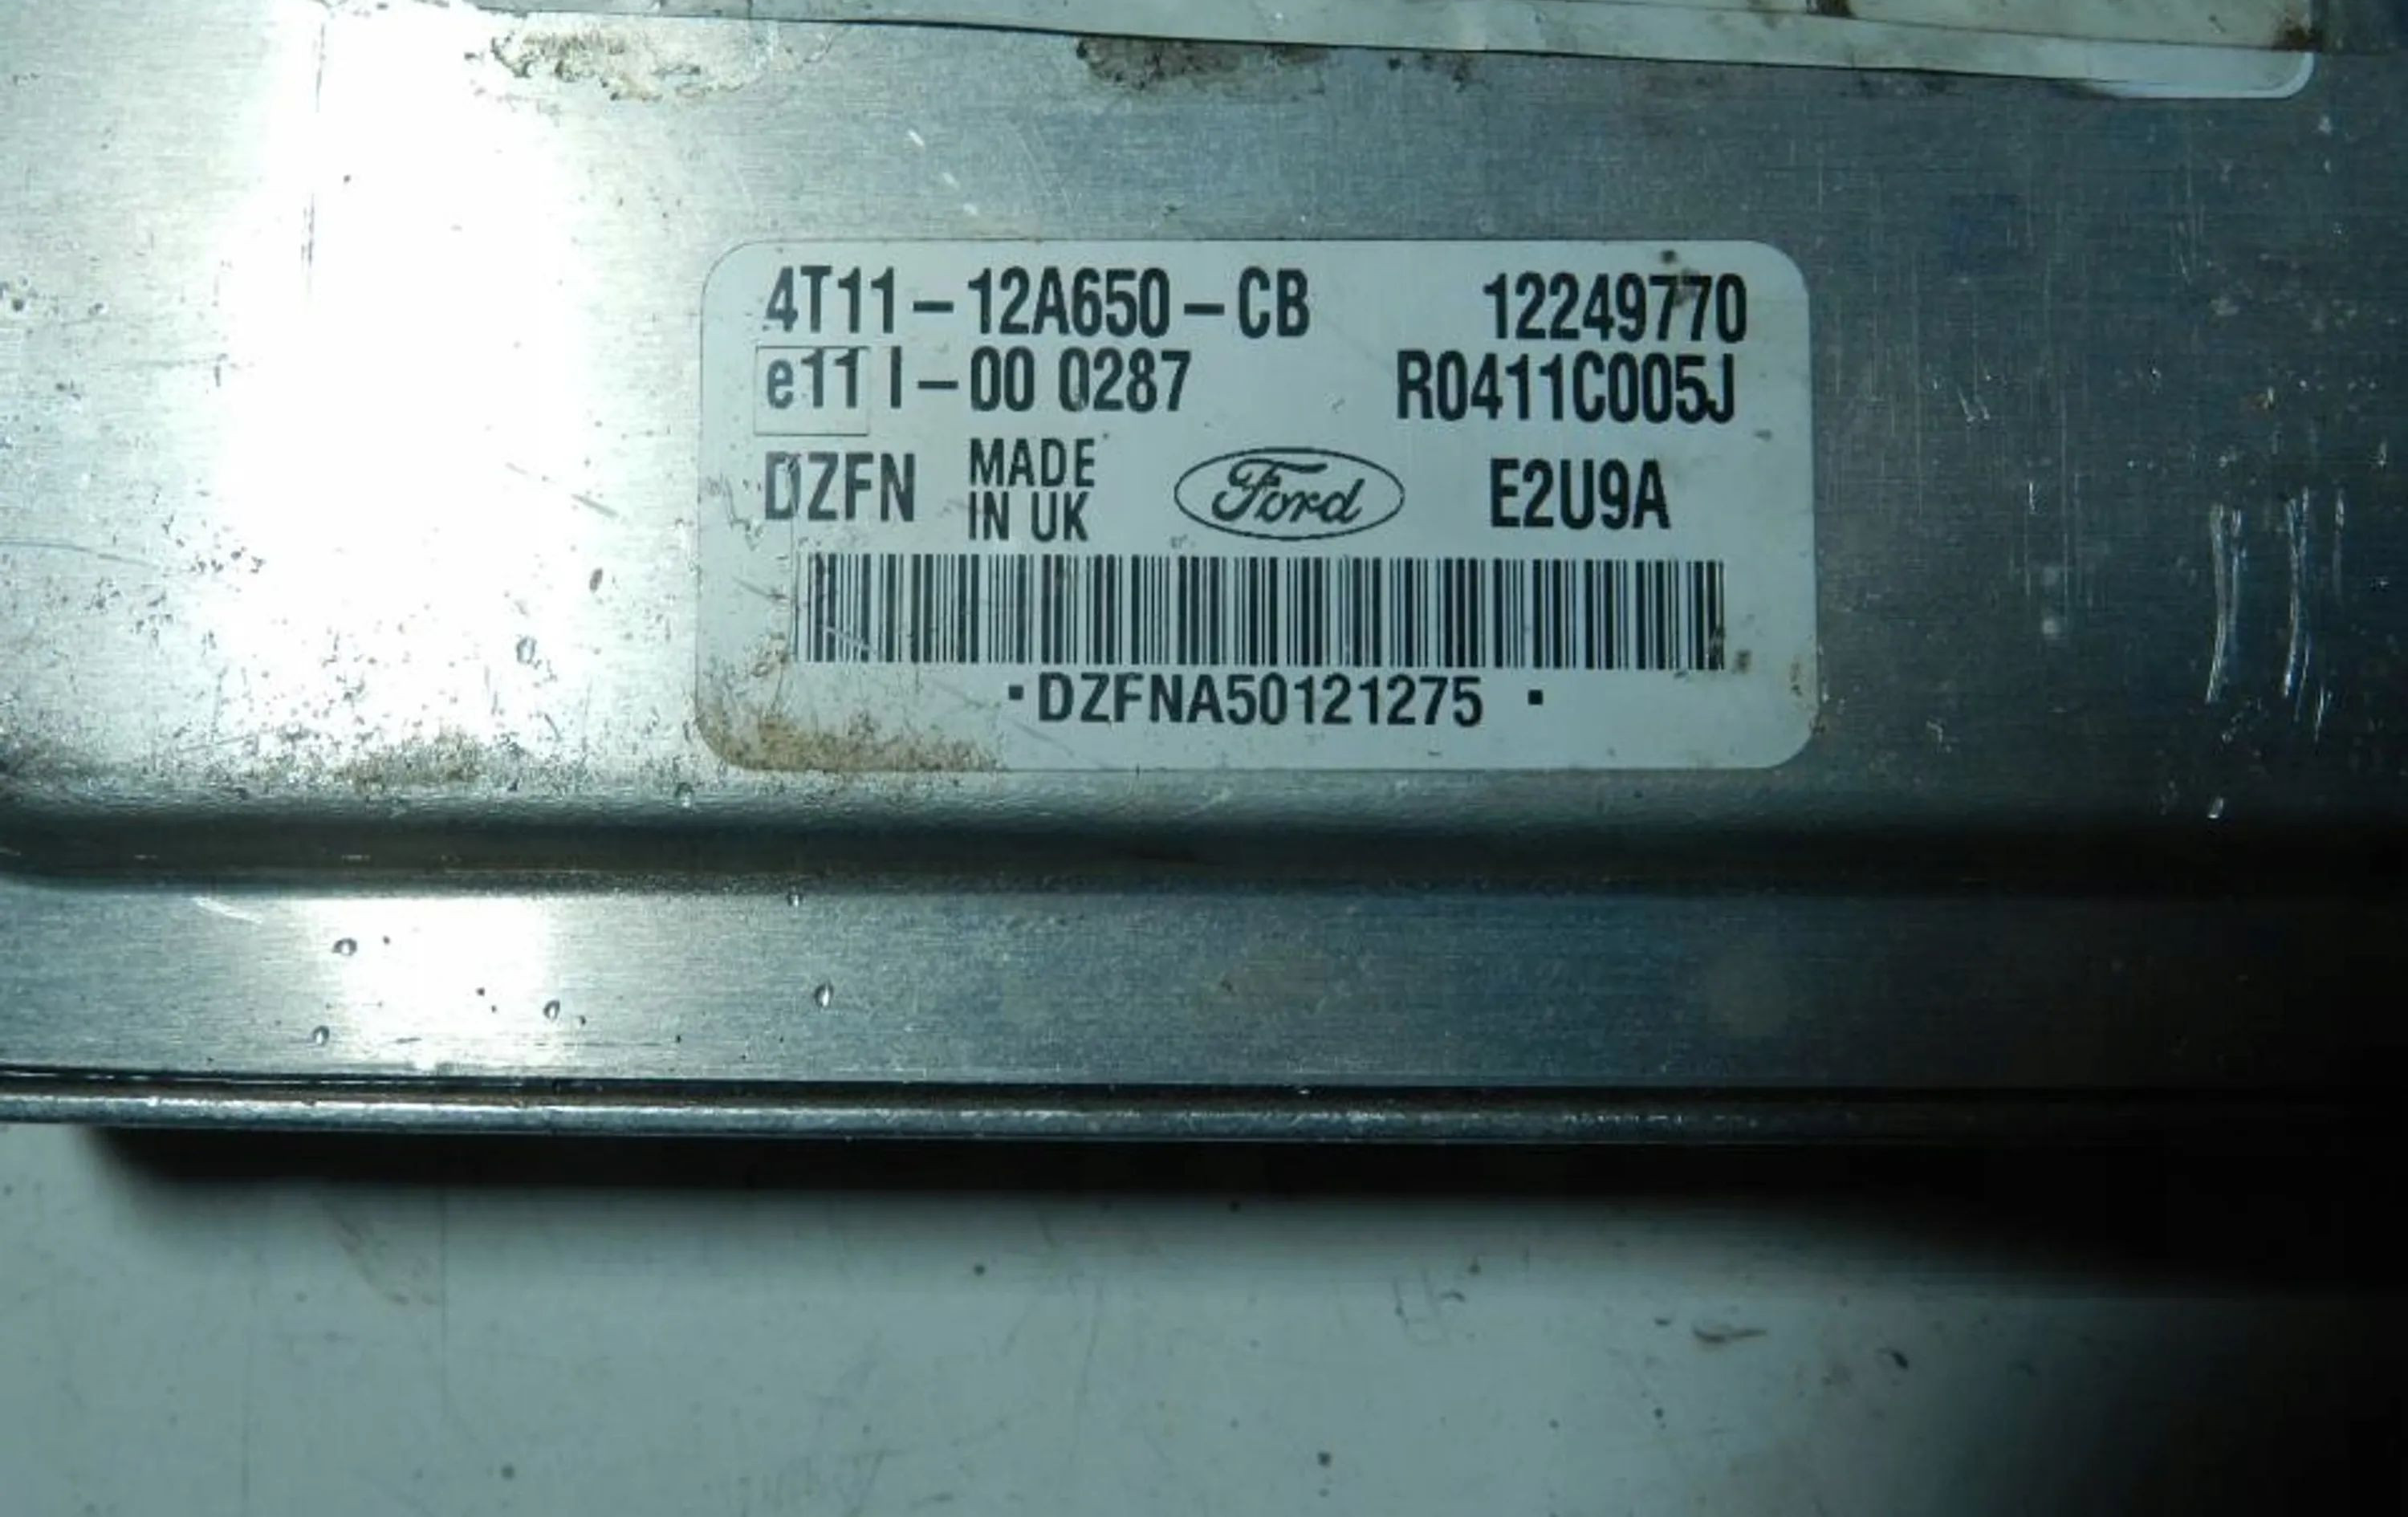 4T11-12A650-CB 12249770
e11 I-00 0287 R0411C005J
DZFN MADE IN UK Ford E2U9A
·DZFNA50121275 ·